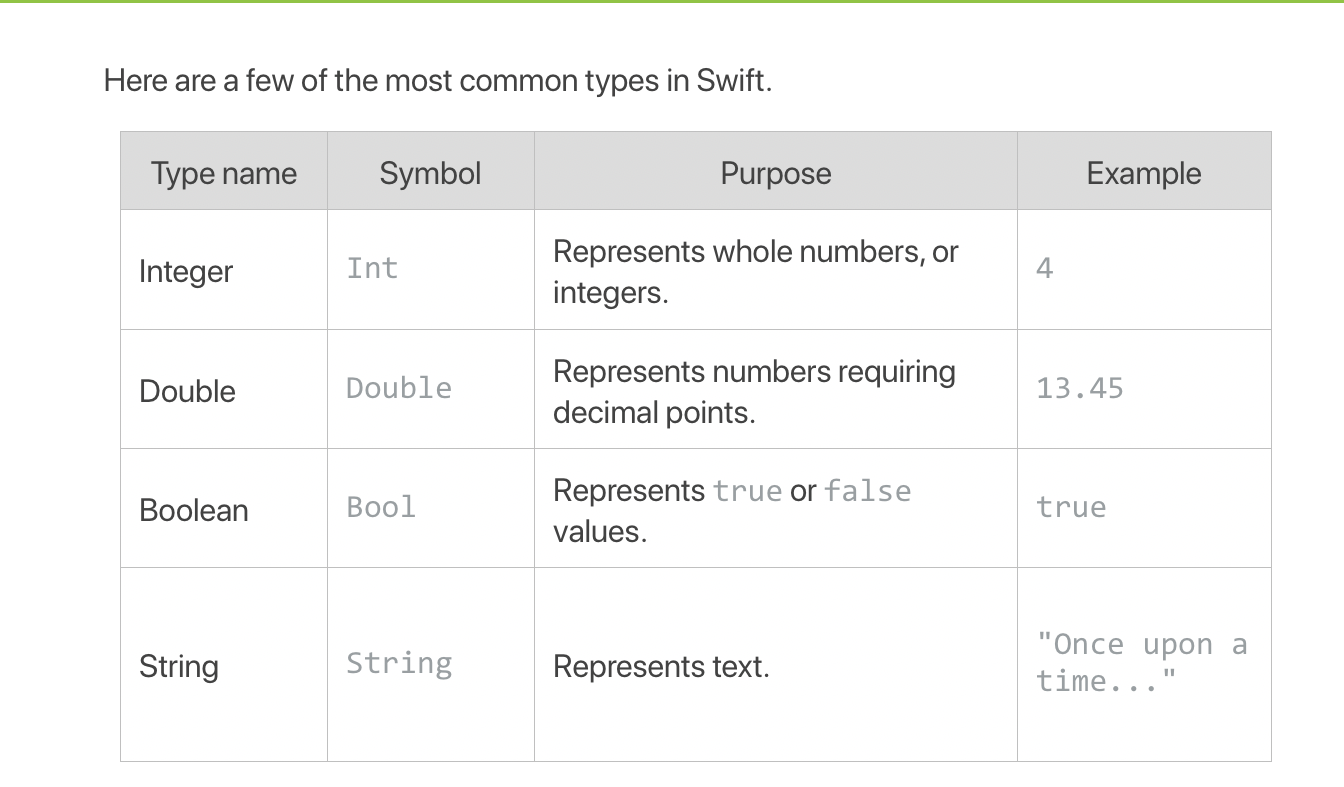 Here are a few of the most common types in Swift.
Type name Symbol Purpose Example
Integer Int Represents whole numbers, or
integers. 4
Double Double Represents numbers requiring
decimal points. 13.45
Boolean Bool Represents true or false
values. true
String String Represents text. "Once upon a
time..."